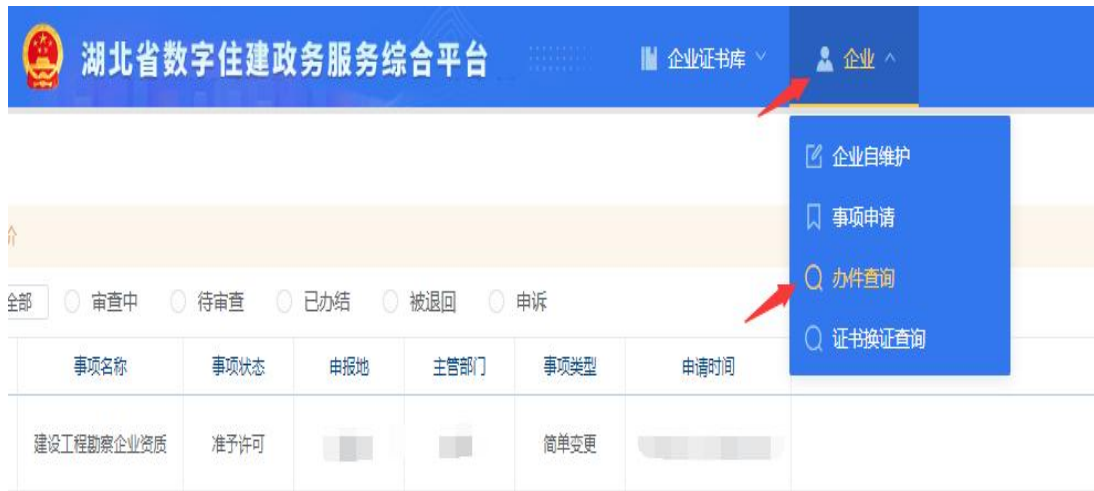 湖北省数字住建政务服务综合平台
企业证书库
企业
企业自维护
事项申请
办件查询
证书换证查询
价
全部 审查中 待审查 已办结 被退回 申诉
事项名称 事项状态 申报地 主管部门 事项类型 申请时间
建设工程勘察企业资质 准予许可 简单变更